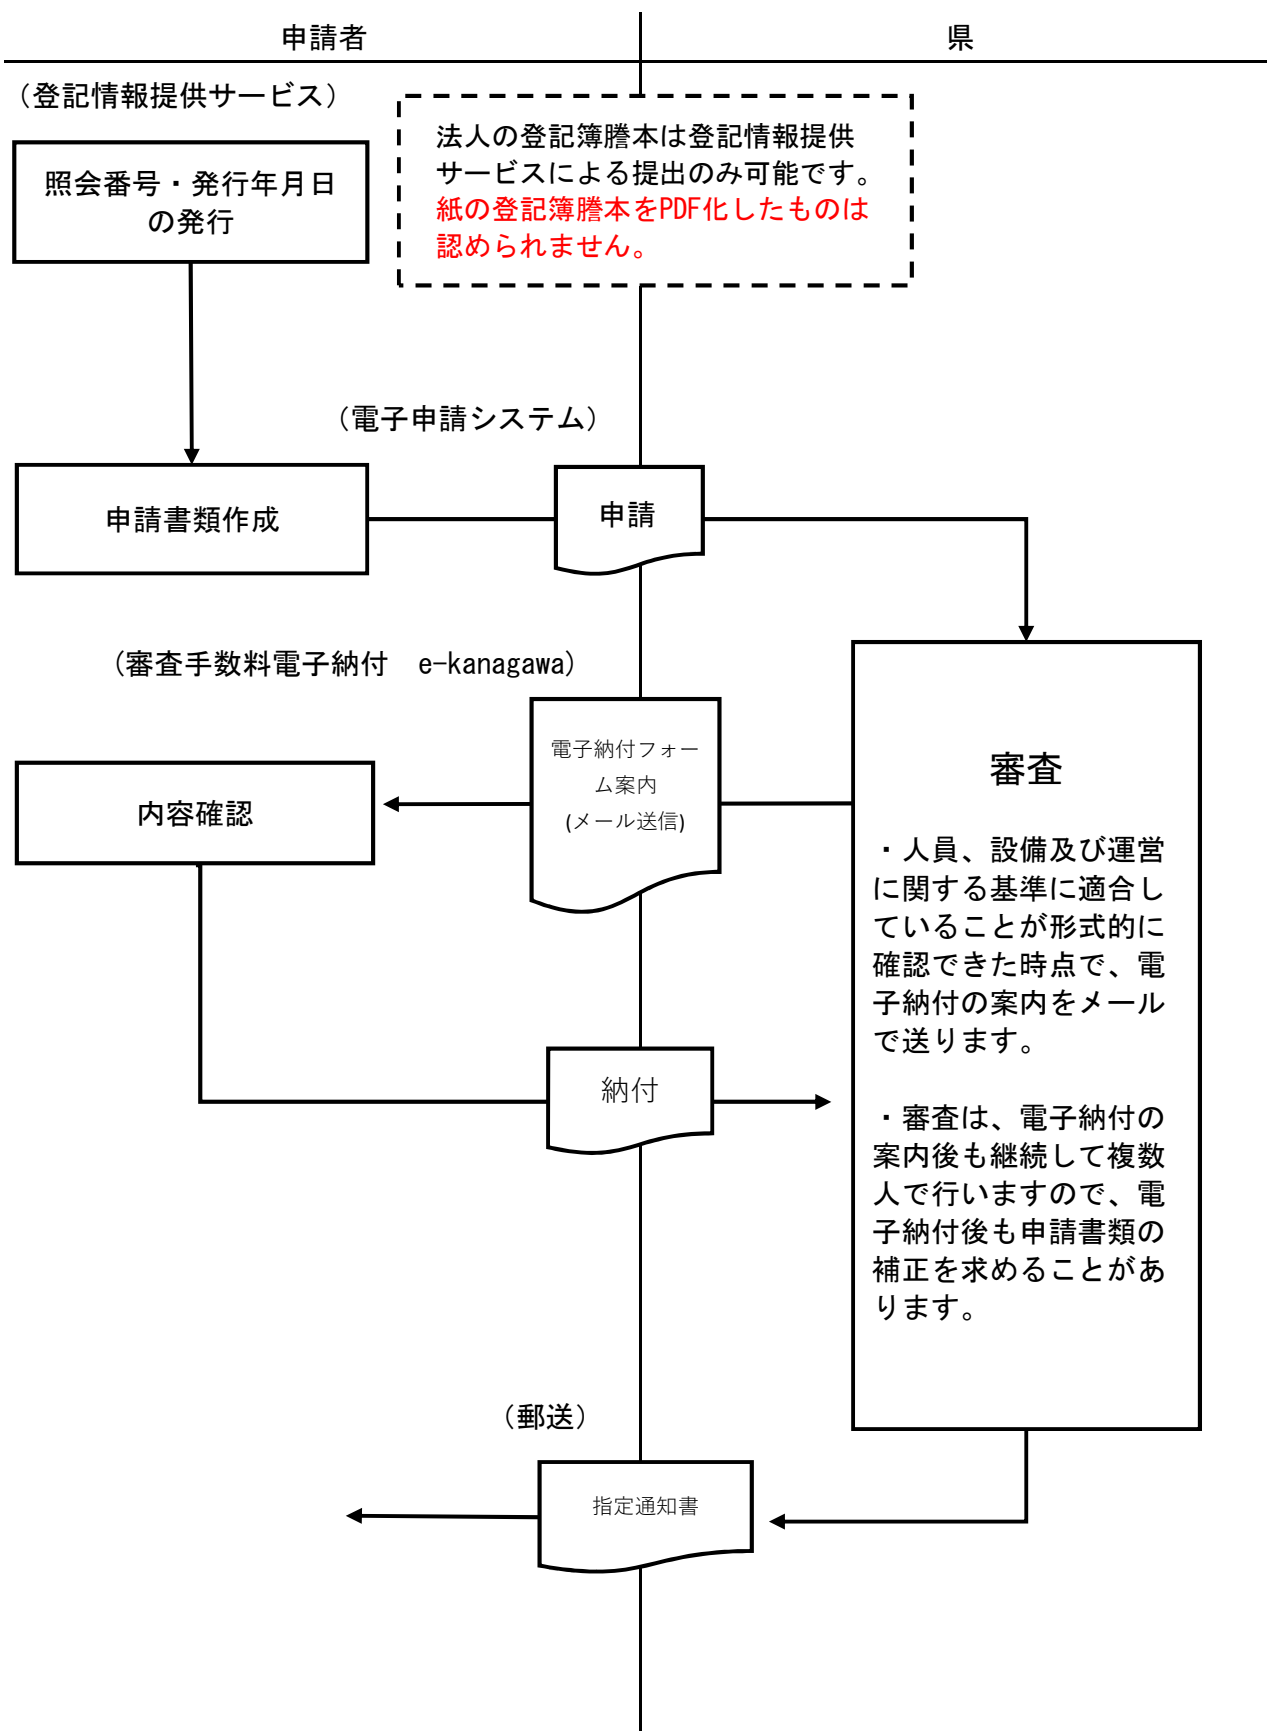 申請者
県
（登記情報提供サービス）
照会番号・発行年月日
の発行
法人の登記簿謄本は登記情報提供
サービスによる提出のみ可能です。
紙の登記簿謄本をPDF化したものは
認められません。
（電子申請システム）
申請書類作成
申請
（審査手数料電子納付　e-kanagawa）
電子納付フォー
ム案内
(メール送信)
内容確認
審査
・人員、設備及び運営
に関する基準に適合し
ていることが形式的に
確認できた時点で、電
子納付の案内をメール
で送ります。
・審査は、電子納付の
案内後も継続して複数
人で行いますので、電
子納付後も申請書類の
補正を求めることがあ
ります。
納付
（郵送）
指定通知書